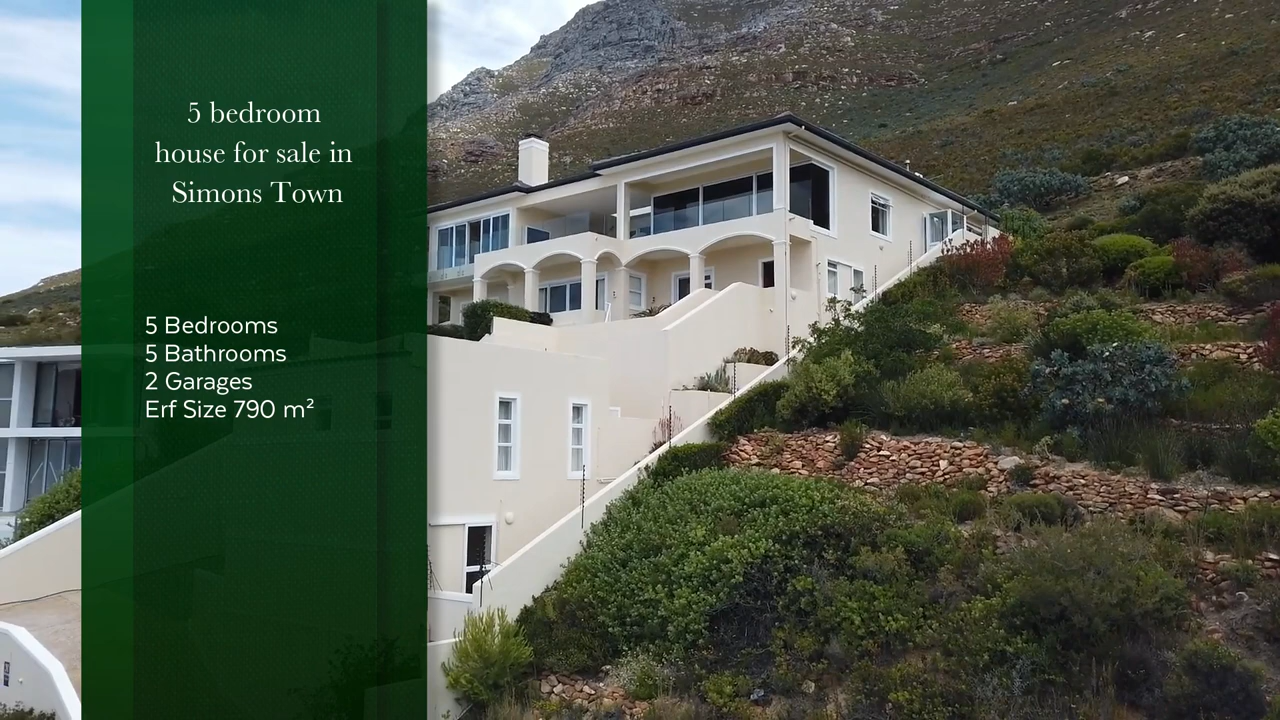 5 bedroom
house for sale in
Simons Town
5 Bedrooms
5 Bathrooms
2 Garages
Erf Size 790 m²